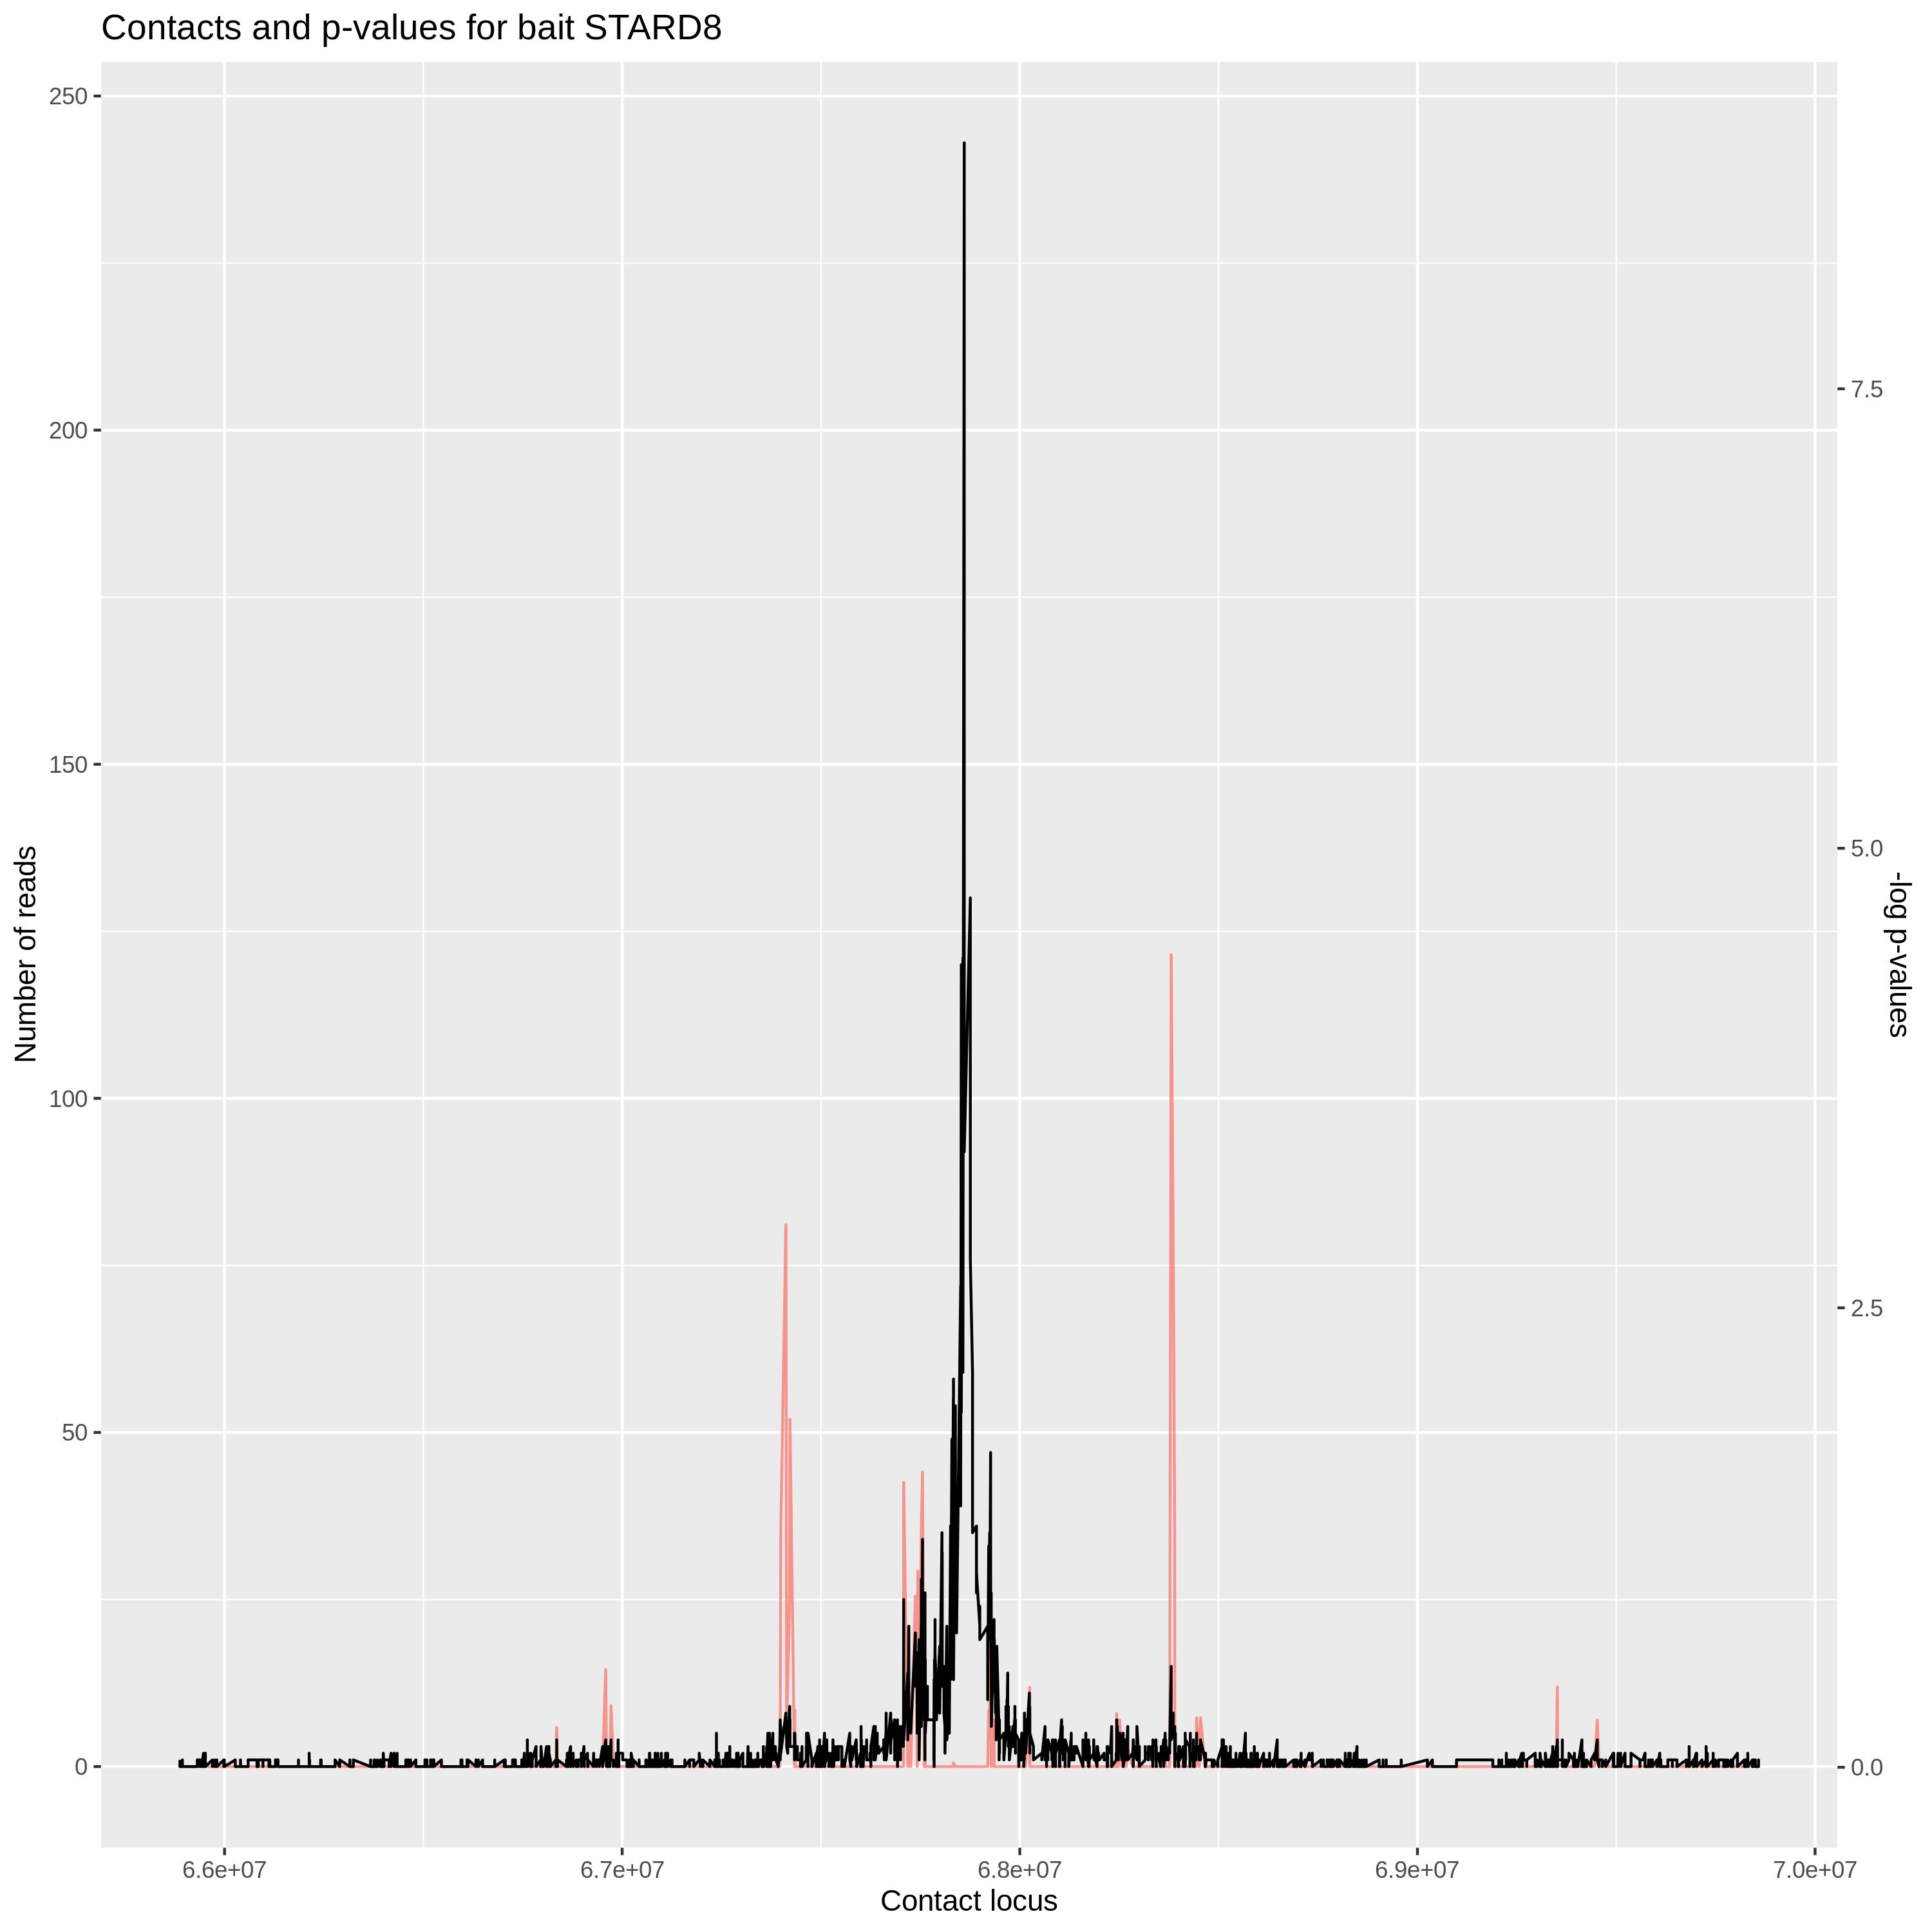 Contacts and p-values for bait STARD8
250
200
150
100
50
0
Number of reads
7.5
5.0
2.5
0.0
-log p-values
6.6e+07
6.7e+07
6.8e+07
6.9e+07
7.0e+07
Contact locus